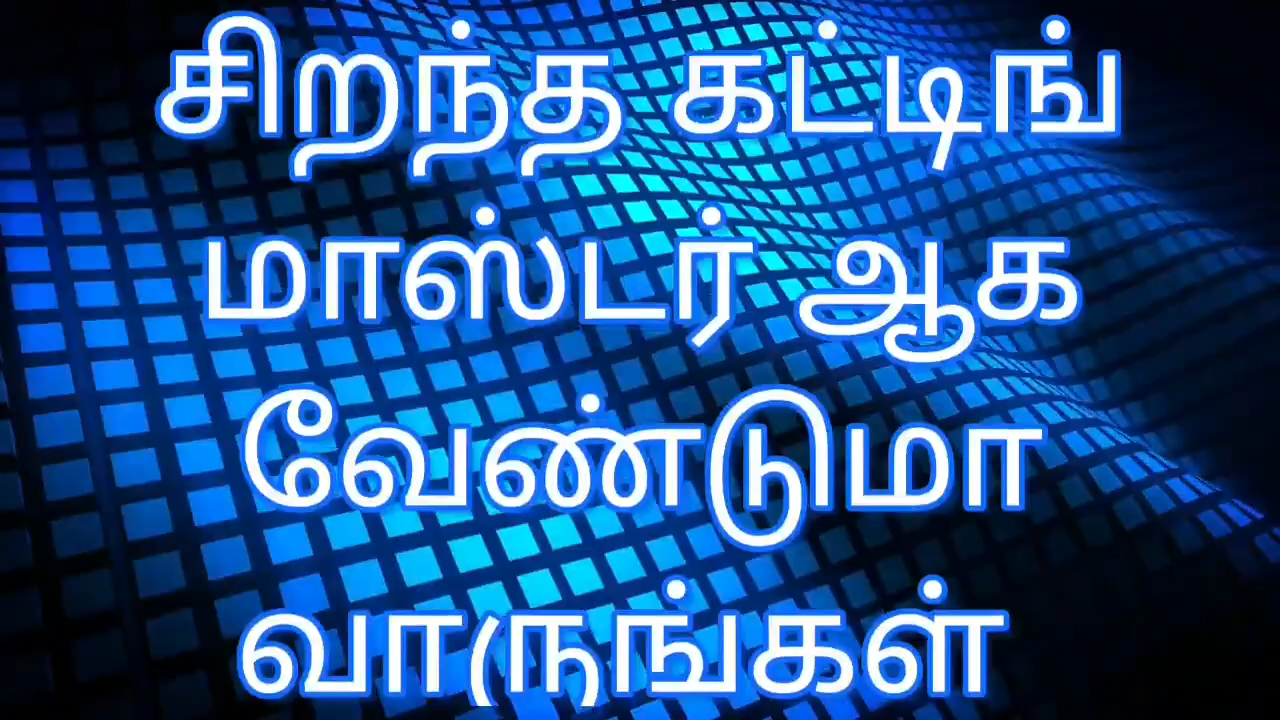 சிறந்த கட்டிங்
மாஸ்டர் ஆக
வேண்டுமா
வாருங்கள்